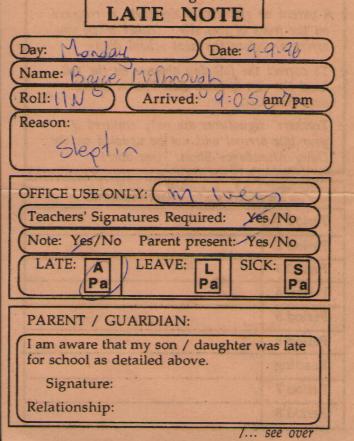 LATE NOTE
Day: Monday Date: 9-9-96
Name: Bryce McDonough
Roll: 11N Arrived: 9:05 am/pm
Reason:
Sleptin
OFFICE USE ONLY: M Ivers
Teachers' Signatures Required: Yes/No
Note: Yes/No Parent present: Yes/No
LATE: A Pa LEAVE: L Pa SICK: S Pa
PARENT / GUARDIAN:
I am aware that my son / daughter was late
for school as detailed above.
Signature:
Relationship:
/... see over